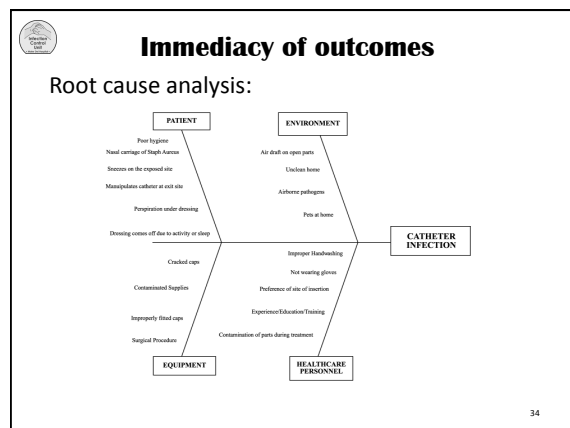 Infection
Control
Unit
Immediacy of outcomes
Root cause analysis:
PATIENT
Poor hygiene
Nasal carriage of Staph Aureus
Sneezes on the exposed site
Manuipulates catheter at exit site
Perspiration under dressing
Dressing comes off due to activity or sleep
ENVIRONMENT
Air draft on open parts
Unclean home
Airborne pathogens
Pets at home
CATHETER
INFECTION
Cracked caps
Contaminated Supplies
Improperly fitted caps
Surgical Procedure
EQUIPMENT
Improper Handwashing
Not wearing gloves
Preference of site of insertion
Experience/Education/Training
Contamination of parts during treatment
HEALTHCARE
PERSONNEL
34